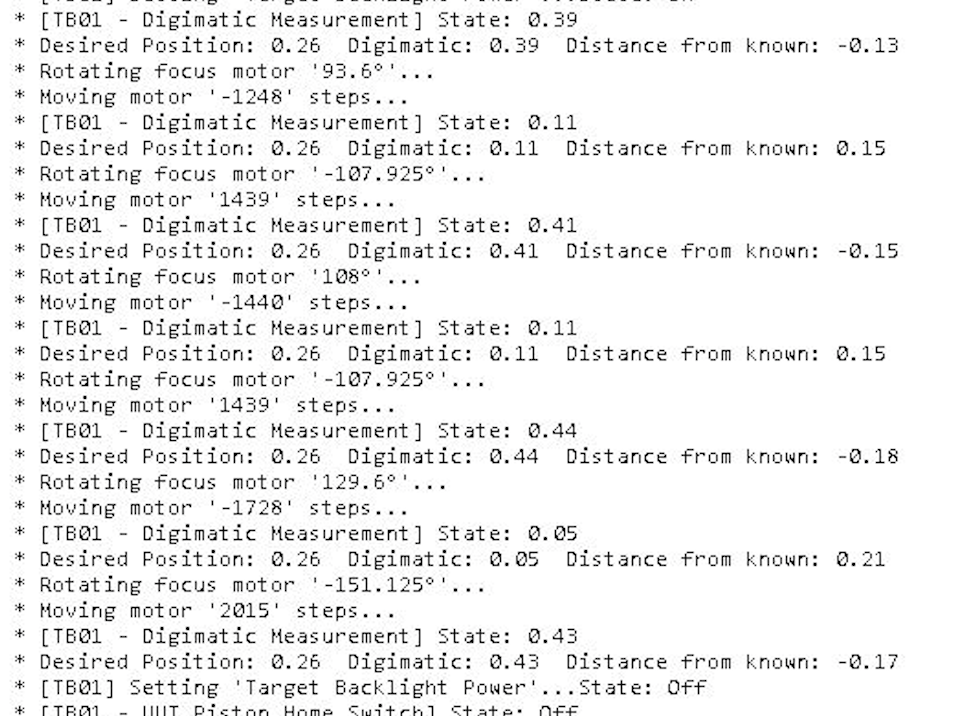 * [TB01 - Digimatic Measurement] State: 0.39
* Desired Position: 0.26  Digimatic: 0.39  Distance from known: -0.13
* Rotating focus motor '93.6°'...
* Moving motor '-1248' steps...
* [TB01 - Digimatic Measurement] State: 0.11
* Desired Position: 0.26  Digimatic: 0.11  Distance from known: 0.15
* Rotating focus motor '-107.925°'...
* Moving motor '1439' steps...
* [TB01 - Digimatic Measurement] State: 0.41
* Desired Position: 0.26  Digimatic: 0.41  Distance from known: -0.15
* Rotating focus motor '108°'...
* Moving motor '-1440' steps...
* [TB01 - Digimatic Measurement] State: 0.11
* Desired Position: 0.26  Digimatic: 0.11  Distance from known: 0.15
* Rotating focus motor '-107.925°'...
* Moving motor '1439' steps...
* [TB01 - Digimatic Measurement] State: 0.44
* Desired Position: 0.26  Digimatic: 0.44  Distance from known: -0.18
* Rotating focus motor '129.6°'...
* Moving motor '-1728' steps...
* [TB01 - Digimatic Measurement] State: 0.05
* Desired Position: 0.26  Digimatic: 0.05  Distance from known: 0.21
* Rotating focus motor '-151.125°'...
* Moving motor '2015' steps...
* [TB01 - Digimatic Measurement] State: 0.43
* Desired Position: 0.26  Digimatic: 0.43  Distance from known: -0.17
* [TB01] Setting 'Target Backlight Power'...State: Off
* [TB01 - UUT Piston Home Switch] State: Off